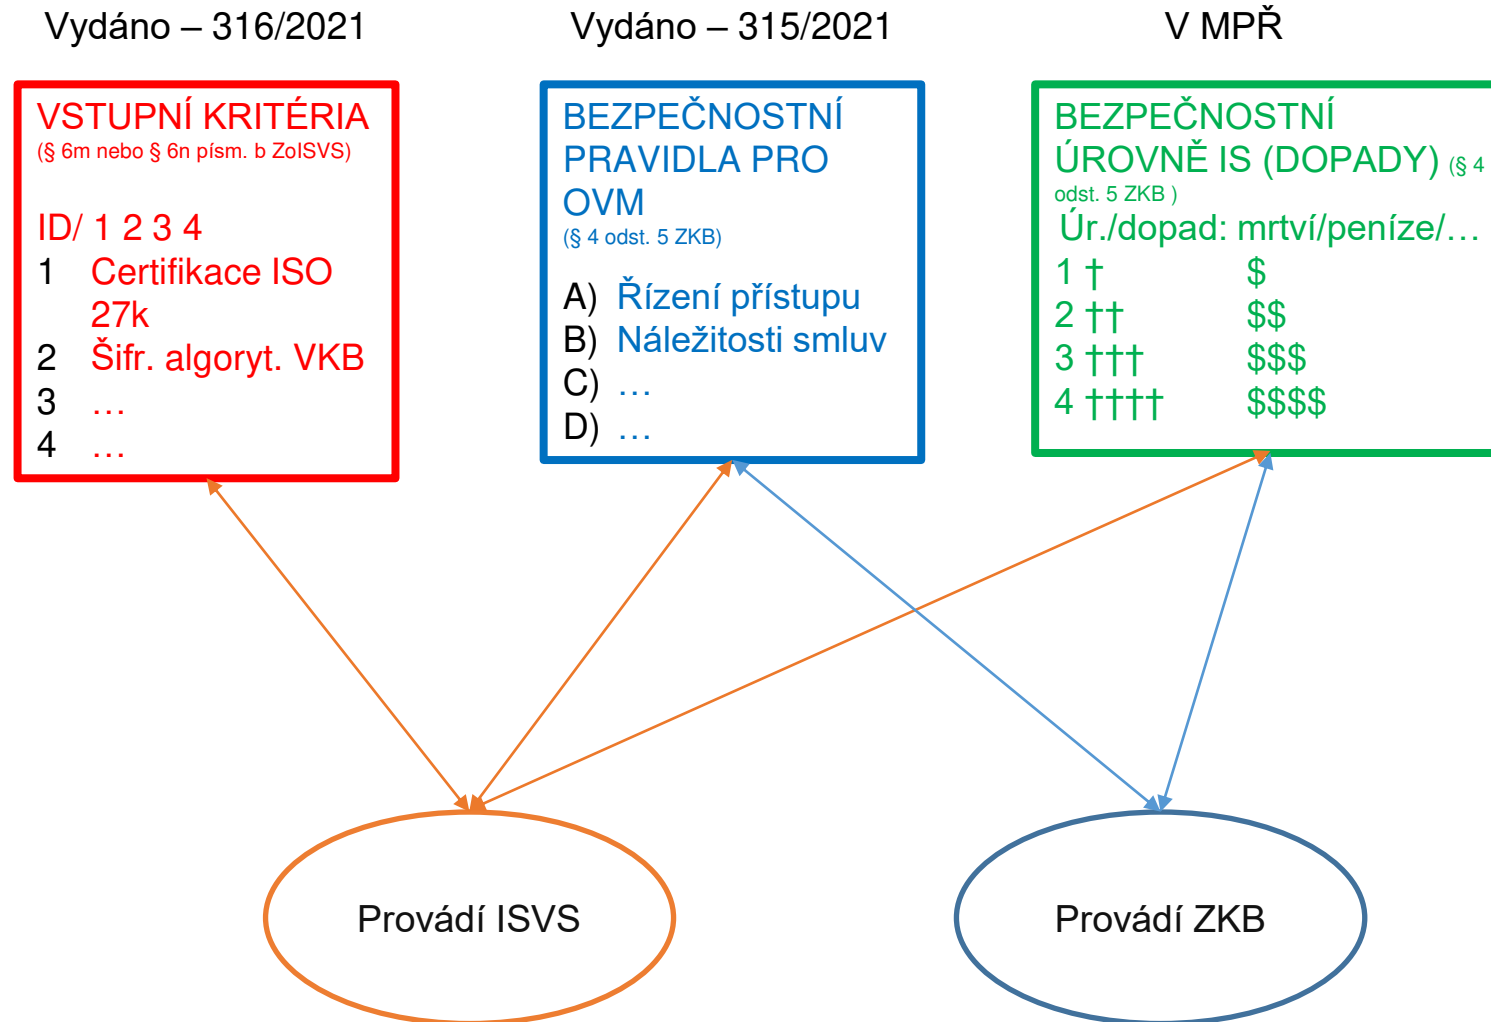 Vydáno – 316/2021
Vydáno – 315/2021
V MPŘ
VSTUPNÍ KRITÉRIA
(§ 6m nebo § 6n písm. b ZoISVS)
ID/ 1 2 3 4
1 Certifikace ISO
27k
2 Šifr. algoryt. VKB
3 …
4 …
BEZPEČNOSTNÍ
PRAVIDLA PRO
OVM
(§ 4 odst. 5 ZKB)
A) Řízení přístupu
B) Náležitosti smluv
C) …
D) …
BEZPEČNOSTNÍ
ÚROVNĚ IS (DOPADY) (§ 4
odst. 5 ZKB )
Úr./dopad: mrtví/peníze/…
1 † $
2 †† $$
3 ††† $$$
4 †††† $$$$
Provádí ISVS
Provádí ZKB